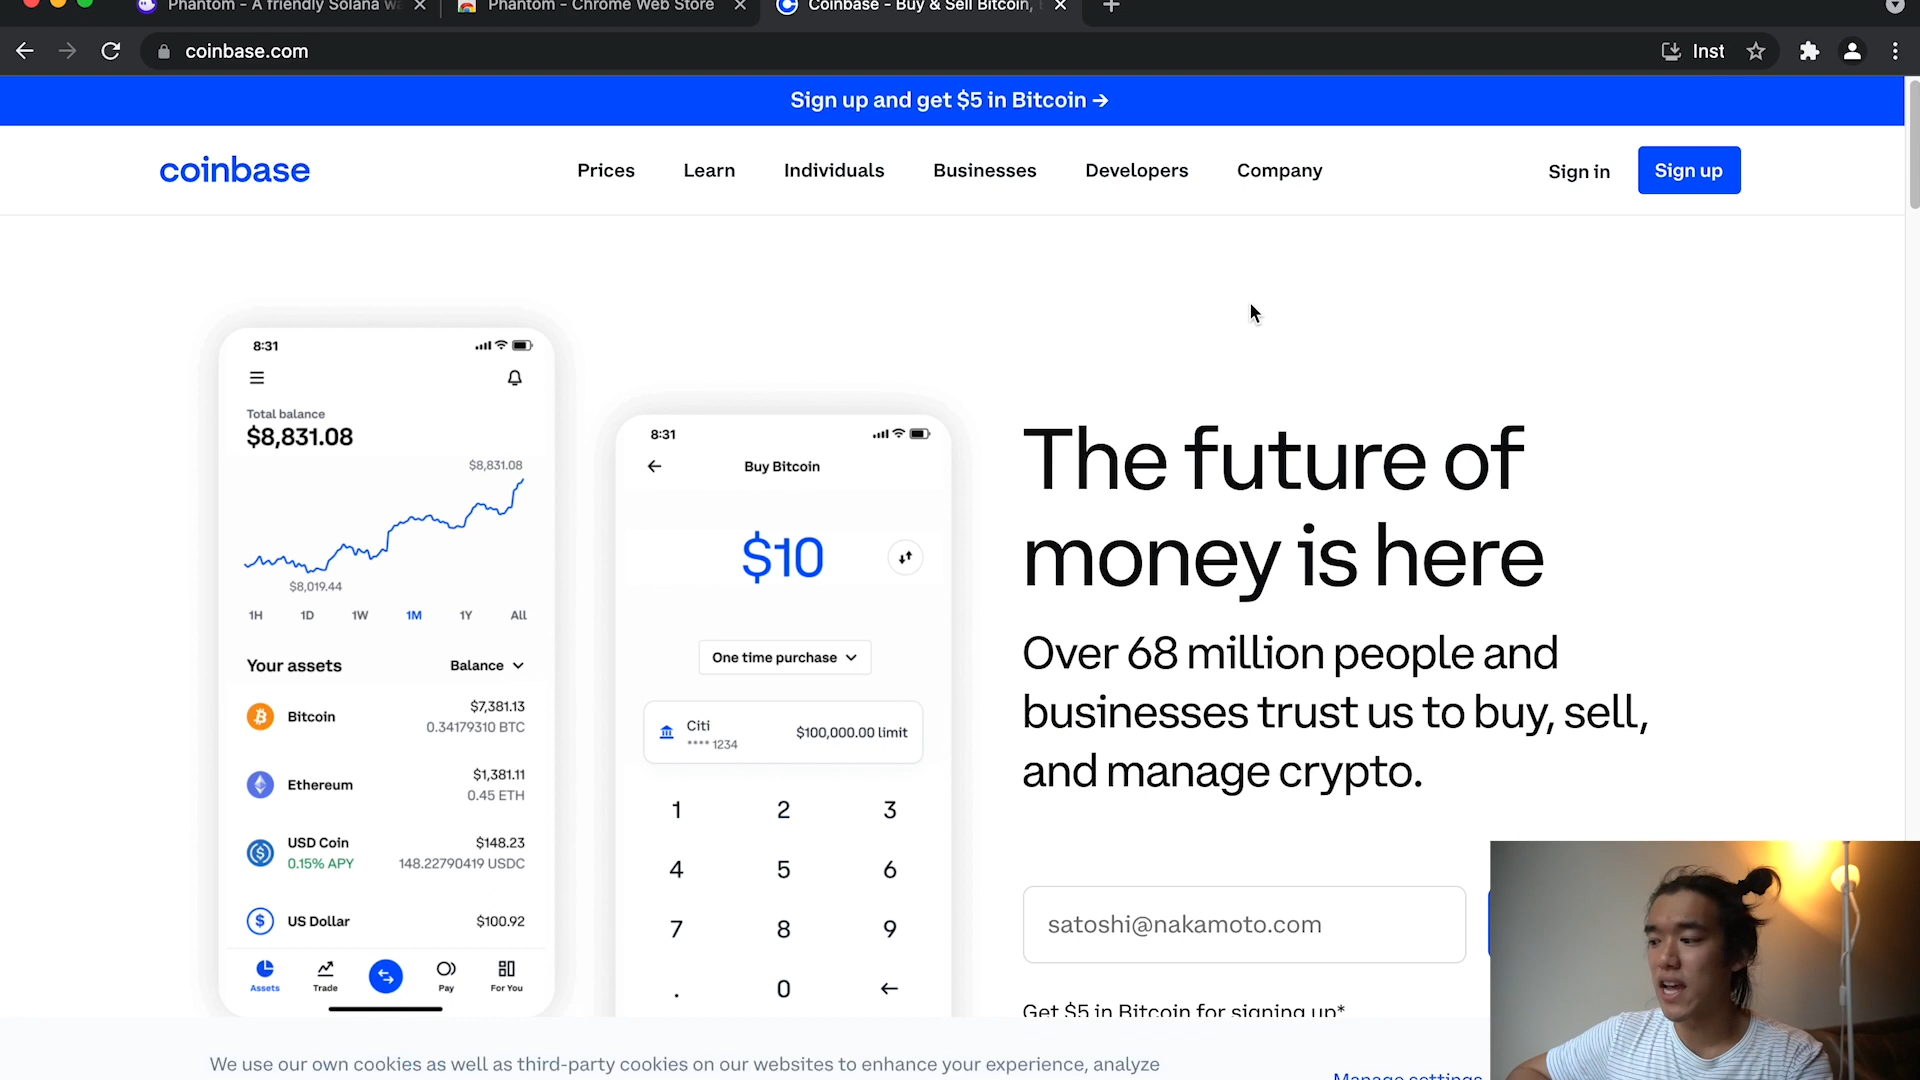 Phantom - A friendly Solana wa
Phantom - Chrome Web Store
Coinbase - Buy & Sell Bitcoin,
coinbase.com
Inst
Sign up and get $5 in Bitcoin →
coinbase
Prices
Learn
Individuals
Businesses
Developers
Company
Sign in
Sign up
8:31
Total balance
$8,831.08
$8,831.08
$8,019.44
1H
1D
1W
1M
1Y
All
Your assets
Balance
Bitcoin
$7,381.13
0.34179310 BTC
Ethereum
$1,381.11
0.45 ETH
USD Coin
$148.23
0.15% APY
148.22790419 USDC
US Dollar
$100.92
Assets
Trade
Pay
For You
8:31
Buy Bitcoin
$10
One time purchase
Citi
$100,000.00 limit
**** 1234
1 2 3
4 5 6
7 8 9
. 0 ←
The future of
money is here
Over 68 million people and
businesses trust us to buy, sell,
and manage crypto.
satoshi@nakamoto.com
Get $5 in Bitcoin for signing up*
We use our own cookies as well as third-party cookies on our websites to enhance your experience, analyze
Manage settings